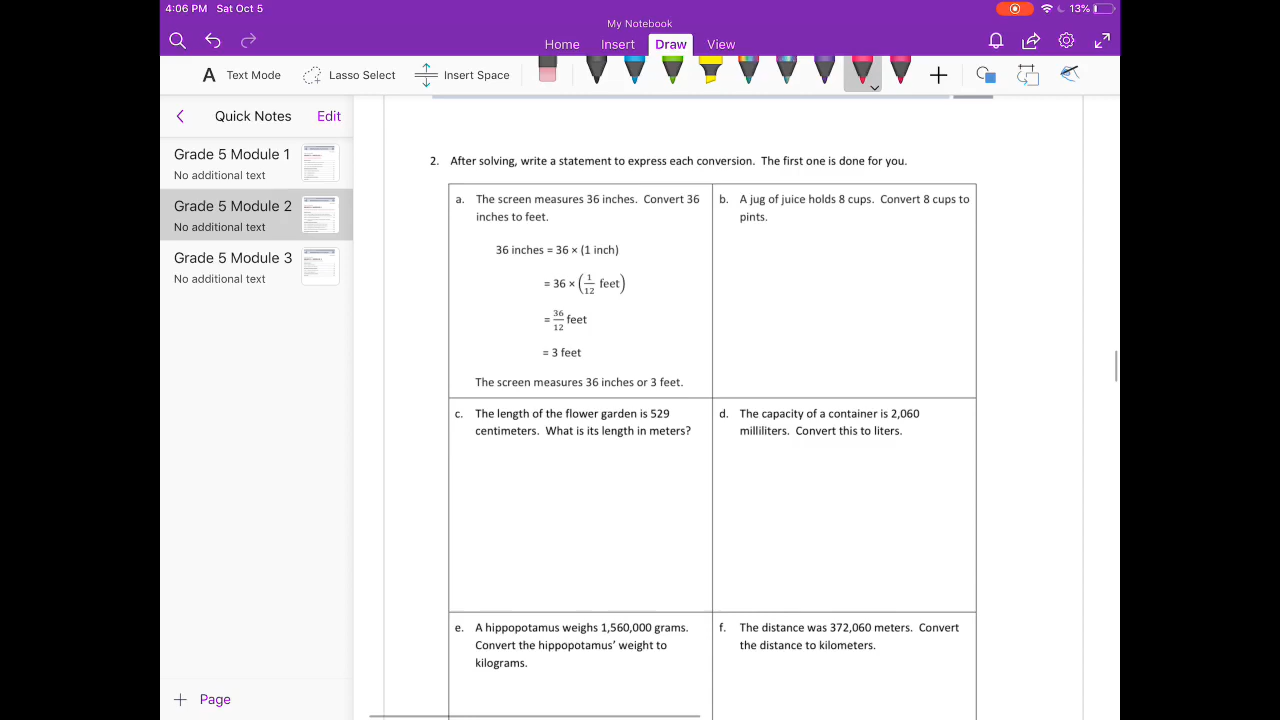 4:06 PM Sat Oct 5
13%
My Notebook
Home Insert Draw View
A Text Mode Lasso Select Insert Space
Quick Notes Edit
Grade 5 Module 1
No additional text
Grade 5 Module 2
No additional text
Grade 5 Module 3
No additional text
+ Page
2. After solving, write a statement to express each conversion. The first one is done for you.
a. The screen measures 36 inches. Convert 36
inches to feet.
36 inches = 36 × (1 inch)
= 36 × (1/12 feet)
= 36/12 feet
= 3 feet
The screen measures 36 inches or 3 feet.
b. A jug of juice holds 8 cups. Convert 8 cups to
pints.
c. The length of the flower garden is 529
centimeters. What is its length in meters?
d. The capacity of a container is 2,060
milliliters. Convert this to liters.
e. A hippopotamus weighs 1,560,000 grams.
Convert the hippopotamus' weight to
kilograms.
f. The distance was 372,060 meters. Convert
the distance to kilometers.